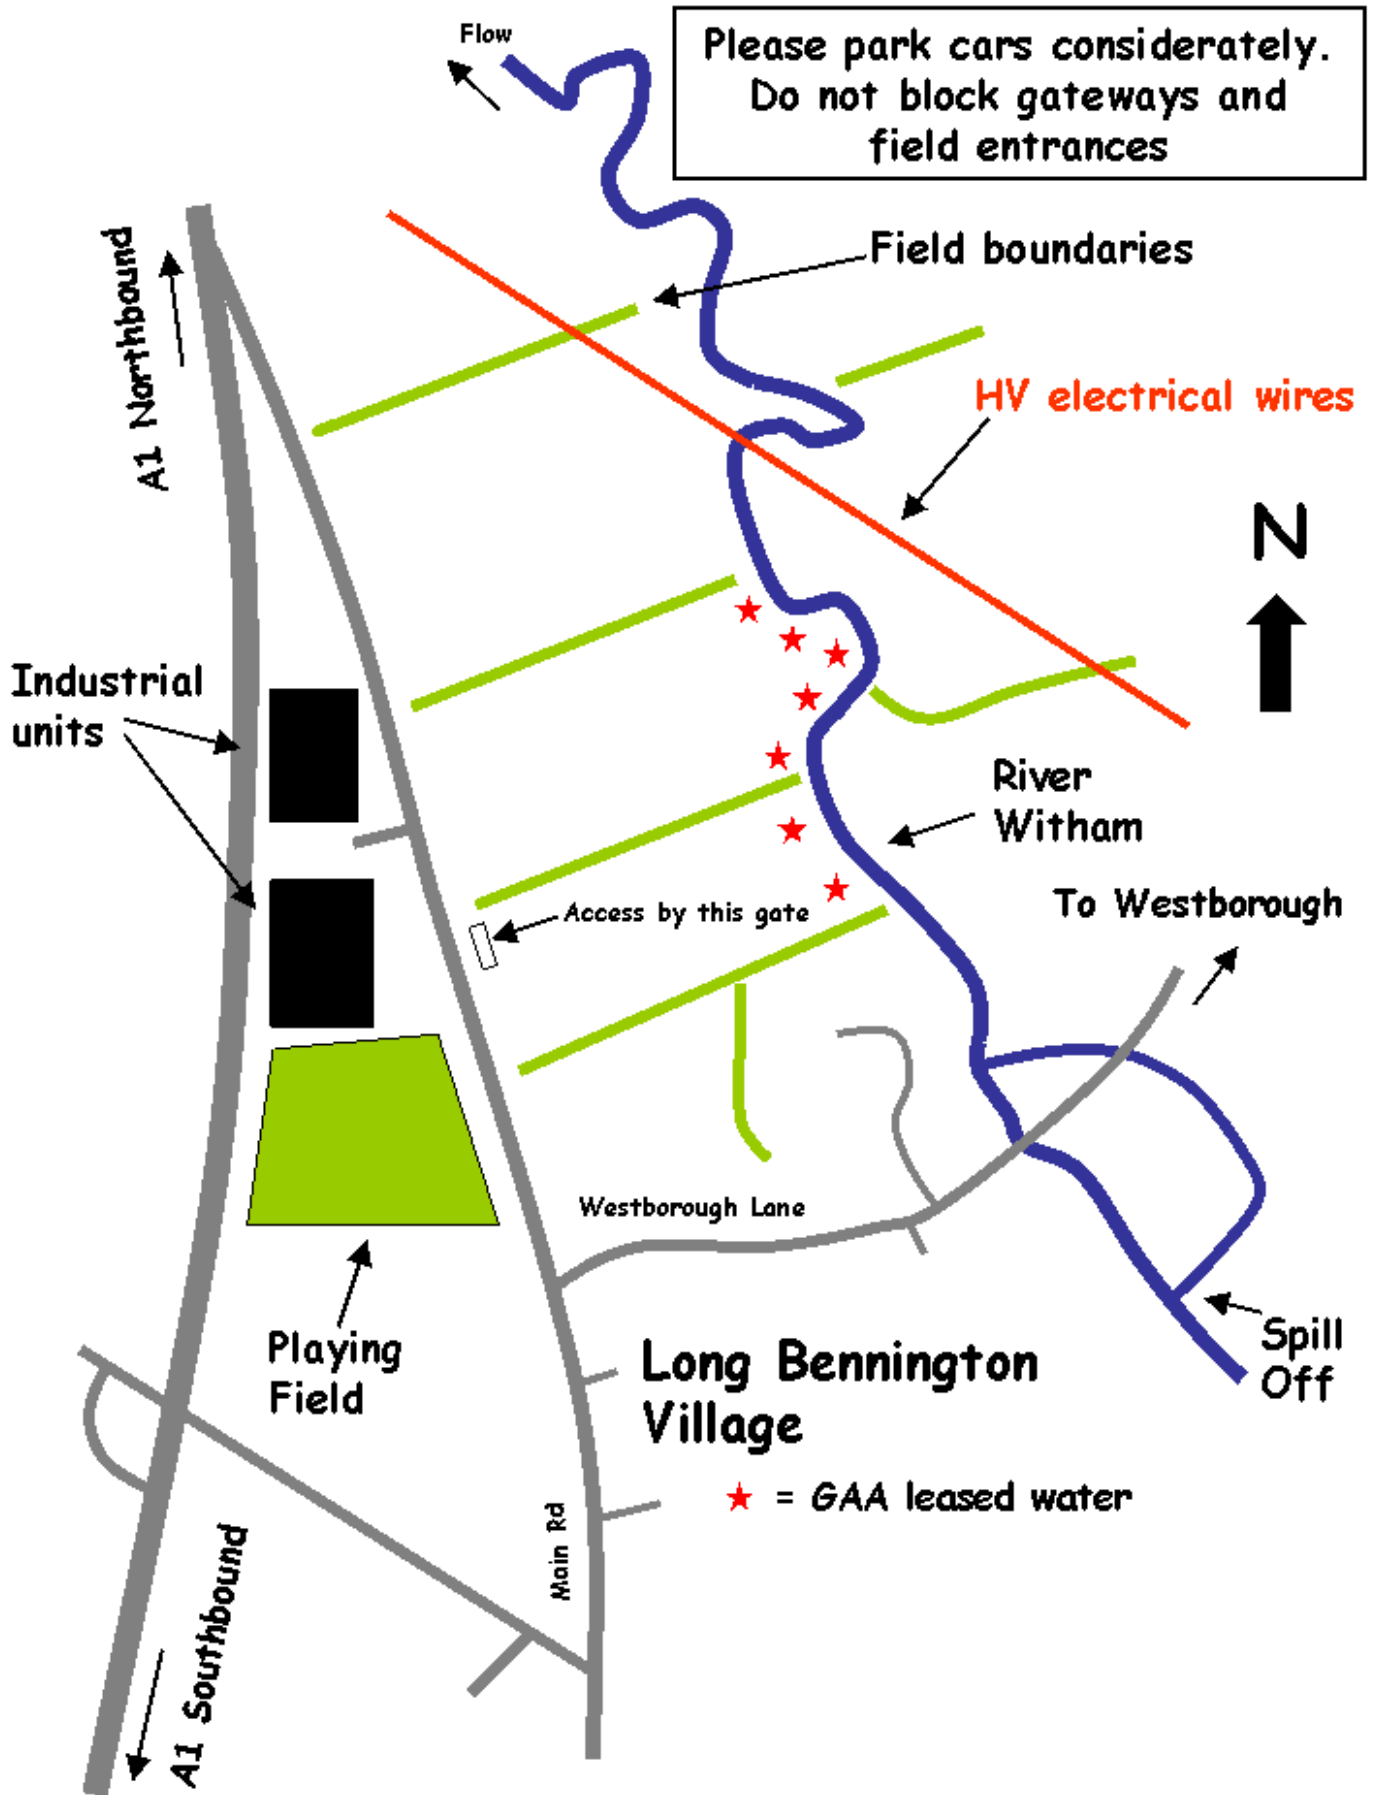 Flow
Please park cars considerately.
Do not block gateways and
field entrances
A1 Northbound
Field boundaries
HV electrical wires
N
Industrial
units
River
Witham
To Westborough
Access by this gate
Westborough Lane
Playing
Field
Long Bennington
Village
Spill
Off
= GAA leased water
Main Rd
A1 Southbound